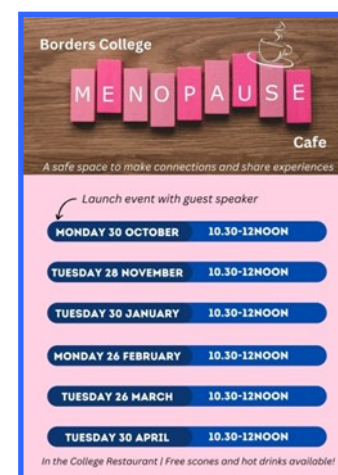 Borders College
MENOPAUSE
Cafe
A safe space to make connections and share experiences
Launch event with guest speaker
MONDAY 30 OCTOBER 10.30-12NOON
TUESDAY 28 NOVEMBER 10.30-12NOON
TUESDAY 30 JANUARY 10.30-12NOON
MONDAY 26 FEBRUARY 10.30-12NOON
TUESDAY 26 MARCH 10.30-12NOON
TUESDAY 30 APRIL 10.30-12NOON
In the College Restaurant | Free scones and hot drinks available!